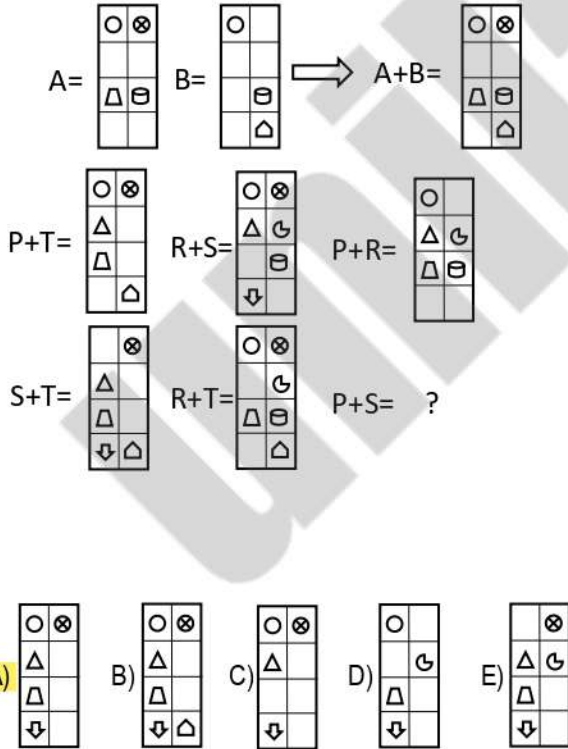 A= B= A+B=
P+T= R+S= P+R=
S+T= R+T= P+S= ?
A) B) C) D) E)